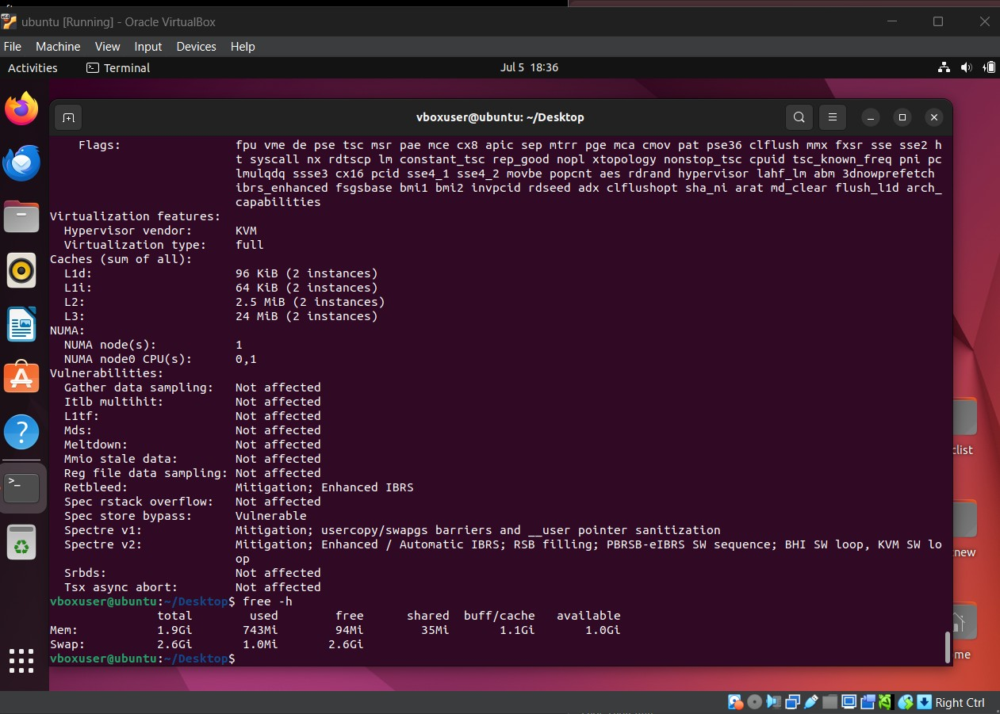 ubuntu [Running] - Oracle VirtualBox
File Machine View Input Devices Help
Activities Terminal Jul 5 18:36
vboxuser@ubuntu: ~/Desktop
Flags: fpu vme de pse tsc msr pae mce cx8 apic sep mtrr pge mca cmov pat pse36 clflush mmx fxsr sse sse2 h
t syscall nx rdtscp lm constant_tsc rep_good nopl xtopology nonstop_tsc cpuid tsc_known_freq pni pc
lmulqdq ssse3 cx16 pcid sse4_1 sse4_2 movbe popcnt aes rdrand hypervisor lahf_lm abm 3dnowprefetch
ibrs_enhanced fsgsbase bmi1 bmi2 invpcid rdseed adx clflushopt sha_ni arat md_clear flush_l1d arch_
capabilities
Virtualization features:
Hypervisor vendor: KVM
Virtualization type: full
Caches (sum of all):
L1d: 96 KiB (2 instances)
L1i: 64 KiB (2 instances)
L2: 2.5 MiB (2 instances)
L3: 24 MiB (2 instances)
NUMA:
NUMA node(s): 1
NUMA node0 CPU(s): 0,1
Vulnerabilities:
Gather data sampling: Not affected
Itlb multihit: Not affected
L1tf: Not affected
Mds: Not affected
Meltdown: Not affected
Mmio stale data: Not affected
Reg file data sampling: Not affected
Retbleed: Mitigation; Enhanced IBRS
Spec rstack overflow: Not affected
Spec store bypass: Vulnerable
Spectre v1: Mitigation; usercopy/swapgs barriers and __user pointer sanitization
Spectre v2: Mitigation; Enhanced / Automatic IBRS; RSB filling; PBRSB-eIBRS SW sequence; BHI SW loop, KVM SW lo
op
Srbds: Not affected
Tsx async abort: Not affected
vboxuser@ubuntu:~/Desktop$ free -h
total used free shared buff/cache available
Mem: 1.9Gi 743Mi 94Mi 35Mi 1.1Gi 1.0Gi
Swap: 2.6Gi 1.0Mi 2.6Gi
vboxuser@ubuntu:~/Desktop$
clist
new
me
Right Ctrl